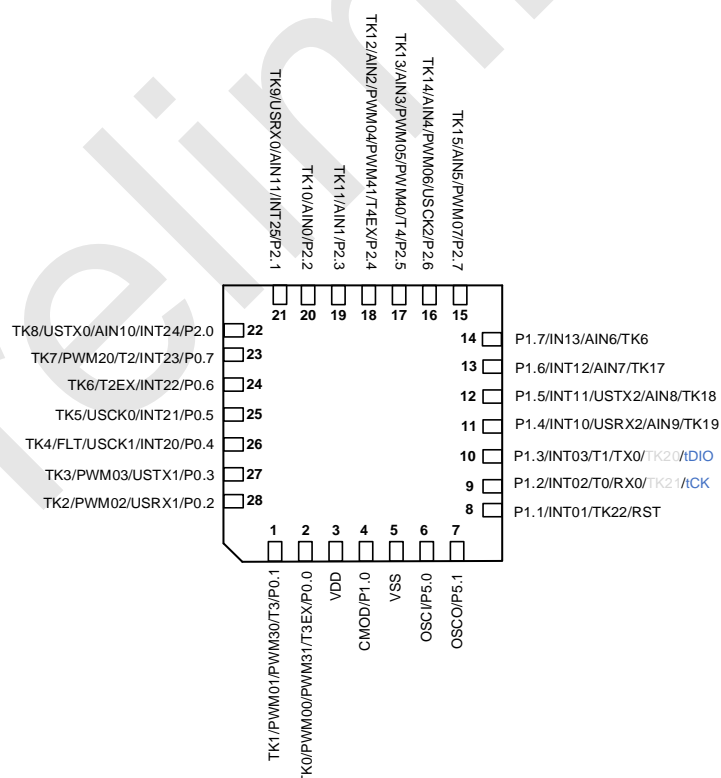 TK9/USRX0/AIN11/INT25/P2.1
TK10/AIN0/P2.2
TK11/AIN1/P2.3
TK12/AIN2/PWM04/PWM41/T4EX/P2.4
TK13/AIN3/PWM05/PWM40/T4/P2.5
TK14/AIN4/PWM06/USCK2/P2.6
TK15/AIN5/PWM07/P2.7
21 20 19 18 17 16 15
TK8/USTX0/AIN10/INT24/P2.0 22
TK7/PWM20/T2/INT23/P0.7 23
TK6/T2EX/INT22/P0.6 24
TK5/USCK0/INT21/P0.5 25
TK4/FLT/USCK1/INT20/P0.4 26
TK3/PWM03/USTX1/P0.3 27
TK2/PWM02/USRX1/P0.2 28
14 P1.7/IN13/AIN6/TK6
13 P1.6/INT12/AIN7/TK17
12 P1.5/INT11/USTX2/AIN8/TK18
11 P1.4/INT10/USRX2/AIN9/TK19
10 P1.3/INT03/T1/TX0/TK20/tDIO
9 P1.2/INT02/T0/RX0/TK21/tCK
8 P1.1/INT01/TK22/RST
1 2 3 4 5 6 7
TK1/PWM01/PWM30/T3/P0.1
TK0/PWM00/PWM31/T3EX/P0.0
VDD
CMOD/P1.0
VSS
OSCI/P5.0
OSCO/P5.1